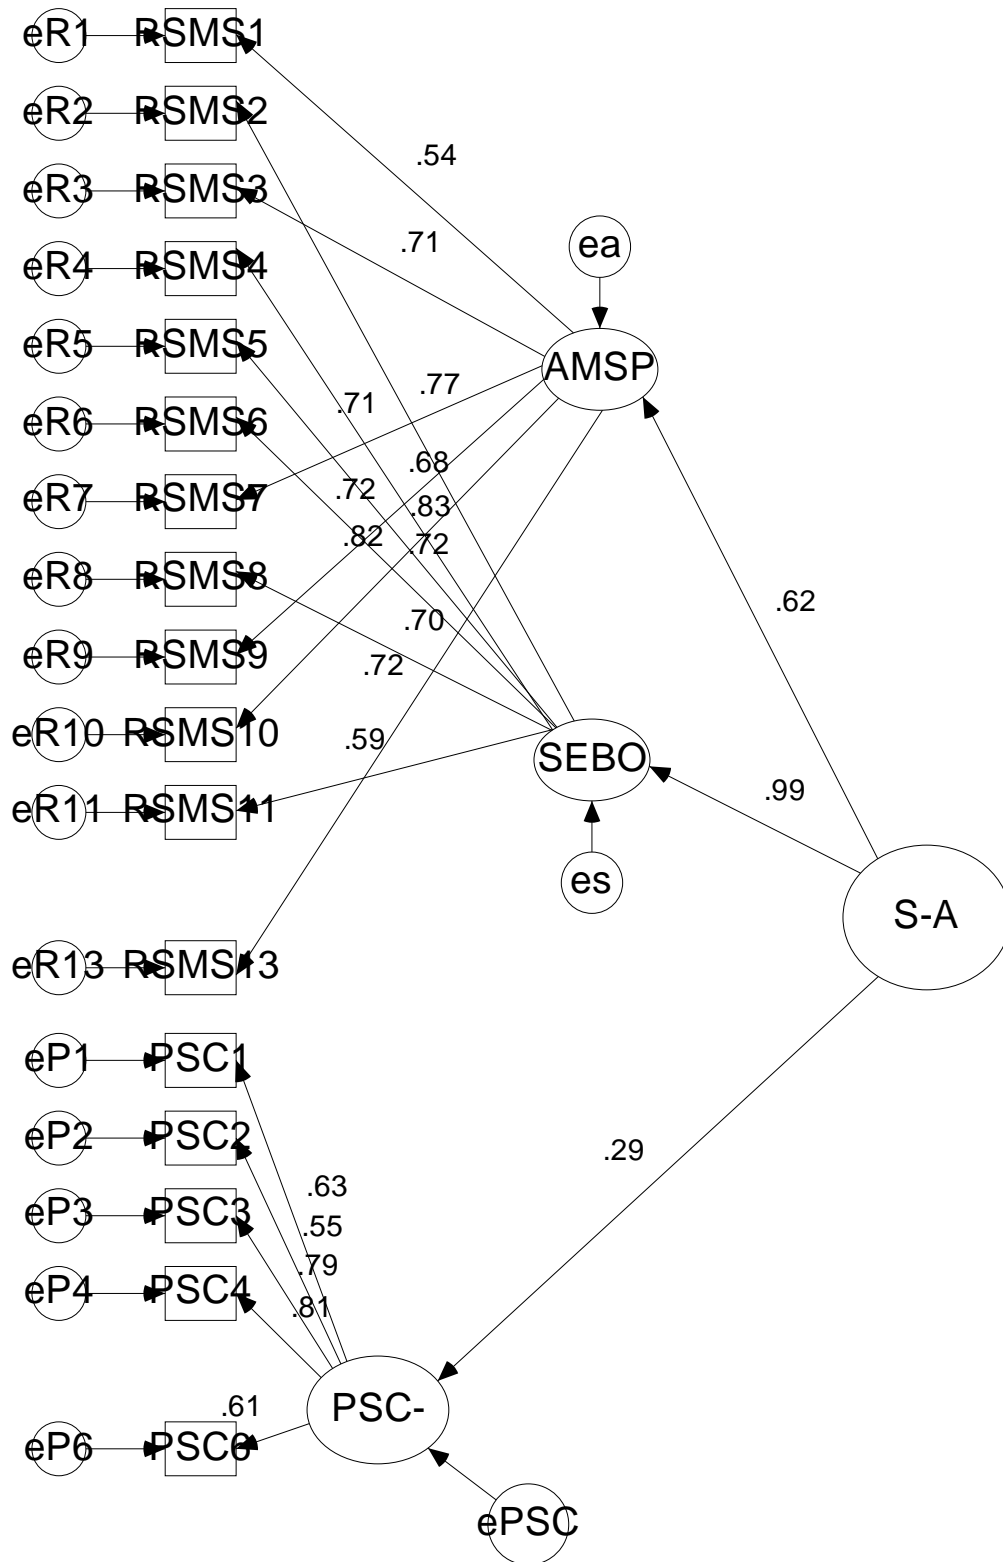 eR1 RSMS1
eR2 RSMS2
.54
eR3 RSMS3
.71
ea
eR4 RSMS4
eR5 RSMS5
AMSP
.77
.71
eR6 RSMS6
.68
.72
eR7 RSMS7
.83
.82
.72
eR8 RSMS8
.62
.70
eR9 RSMS9
.72
eR10 RSMS10
.59
SEBO
.99
eR11 RSMS11
es
S-A
eR13 RSMS13
eP1 PSC1
eP2 PSC2
.29
.63
eP3 PSC3
.55
.79
eP4 PSC4
.81
.61
PSC-
eP6 PSC6
ePSC